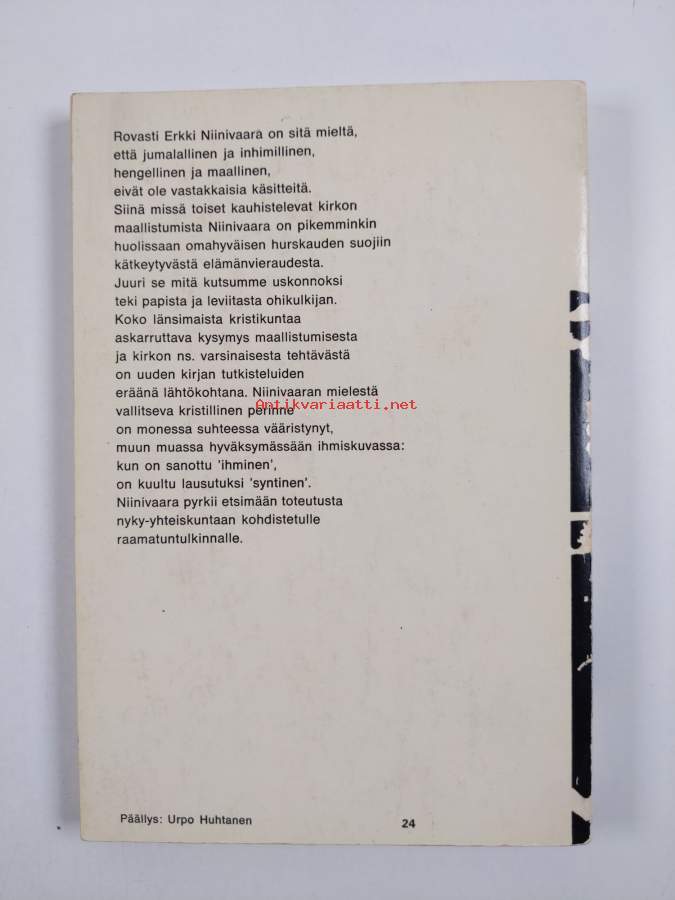 Rovasti Erkki Niinivaara on sitä mieltä,
että jumalallinen ja inhimillinen,
hengellinen ja maallinen,
eivät ole vastakkaisia käsitteitä.
Siinä missä toiset kauhistelevat kirkon
maallistumista Niinivaara on pikemminkin
huolissaan omahyväisen hurskauden suojiin
kätkeytyvästä elämänvieraudesta.
Juuri se mitä kutsumme uskonnoksi
teki papista ja leviitasta ohikulkijan.
Koko länsimaista kristikuntaa
askarruttava kysymys maallistumisesta
ja kirkon ns. varsinaisesta tehtävästä
on uuden kirjan tutkisteluiden
eräänä lähtökohtana. Niinivaaran mielestä
vallitseva kristillinen perinne
Antikvariaatti.net
on monessa suhteessa vääristynyt,
muun muassa hyväksymässään ihmiskuvassa:
kun on sanottu 'ihminen',
on kuultu lausutuksi 'syntinen'.
Niinivaara pyrkii etsimään toteutusta
nyky-yhteiskuntaan kohdistetulle
raamatuntulkinnalle.
Päällys: Urpo Huhtanen
24